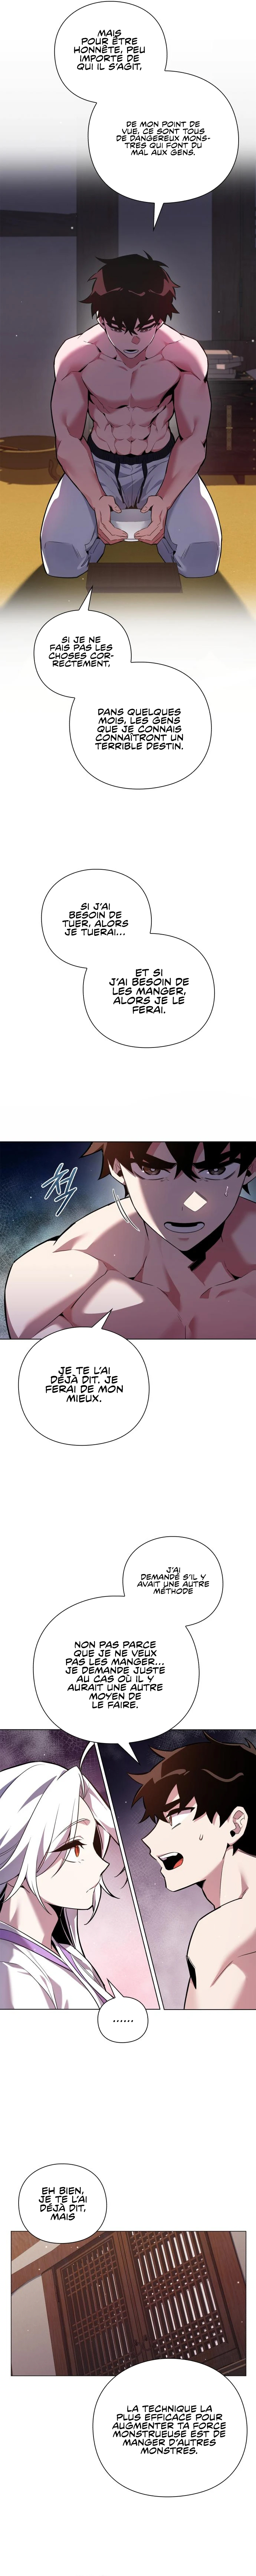 MAIS
POUR ÊTRE
HONNÊTE, PEU
IMPORTE DE
QUI IL S'AGIT,
DE MON POINT DE
VUE, CE SONT TOUS
DE DANGEREUX MONS-
TRES QUI FONT DU
MAL AUX GENS.
SI JE NE
FAIS PAS LES
CHOSES COR-
RECTEMENT,
DANS QUELQUES
MOIS, LES GENS
QUE JE CONNAIS
CONNAÎTRONT UN
TERRIBLE DESTIN.
SI J'AI
BESOIN DE
TUER, ALORS
JE TUERAI...
ET SI
J'AI BESOIN DE
LES MANGER,
ALORS JE LE
FERAI.
JE TE L'AI
DÉJÀ DIT. JE
FERAI DE MON
MIEUX.
J'AI
DEMANDÉ S'IL Y
AVAIT UNE AUTRE
MÉTHODE
NON PAS PARCE
QUE JE NE VEUX
PAS LES MANGER...
JE DEMANDE JUSTE
AU CAS OÙ IL Y
AURAIT UNE AUTRE
MOYEN DE
LE FAIRE.
......
EH BIEN,
JE TE L'AI
DÉJÀ DIT,
MAIS
LA TECHNIQUE LA
PLUS EFFICACE POUR
AUGMENTER TA FORCE
MONSTRUEUSE EST DE
MANGER D'AUTRES
MONSTRES.